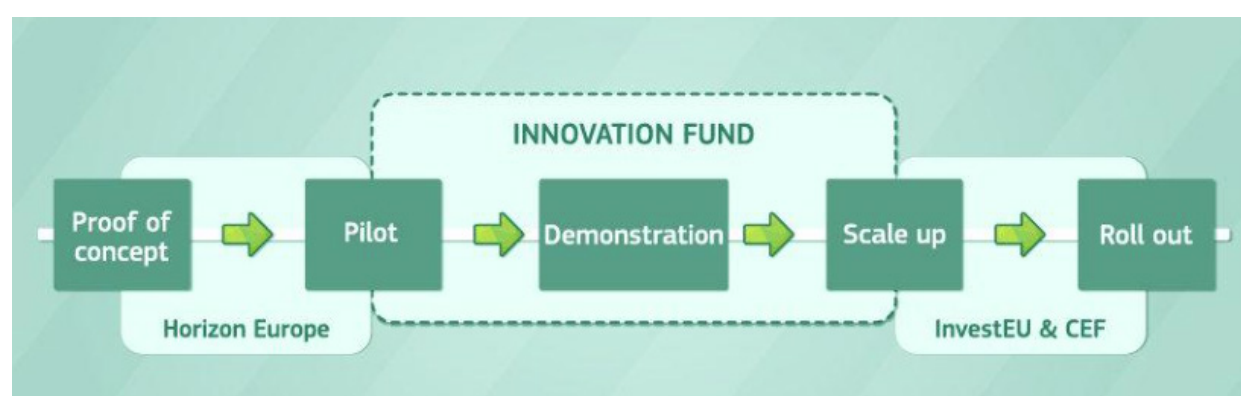 INNOVATION FUND
Proof of
concept
Pilot
Demonstration
Scale up
Roll out
Horizon Europe
InvestEU & CEF